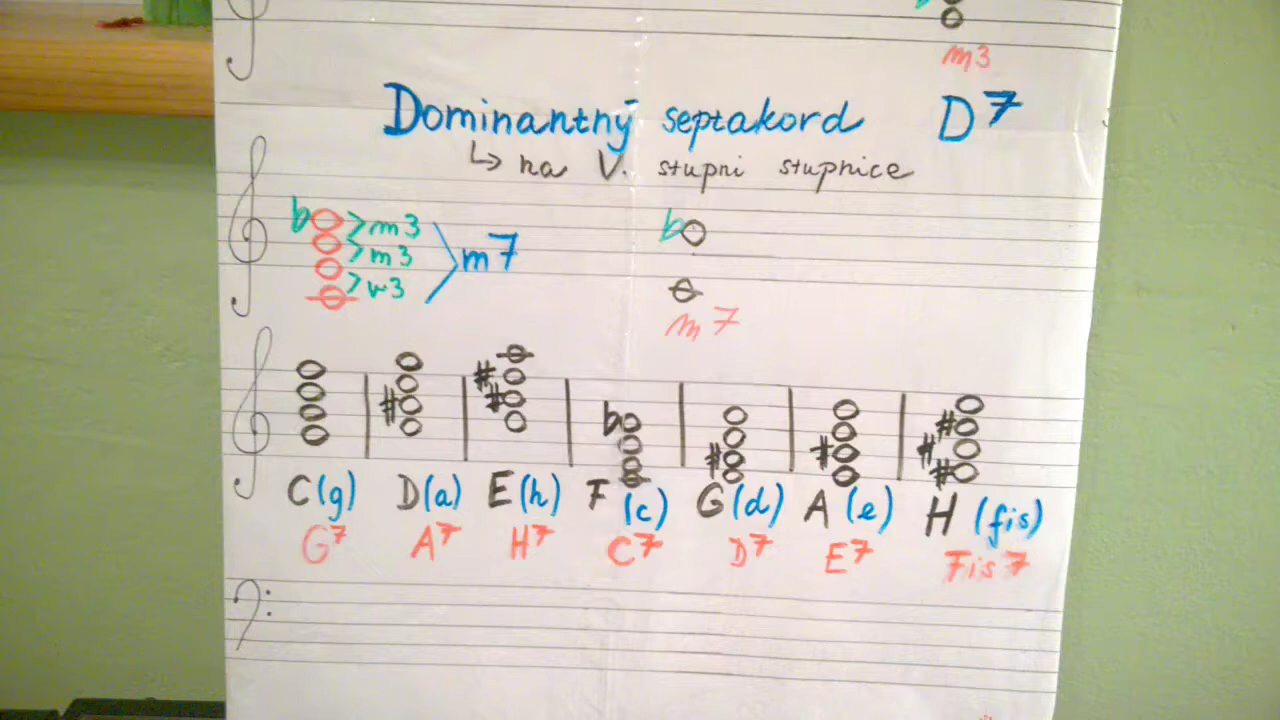 m3
Dominantný septakord D7
↳ na V. stupni stupnice
b > m3 b
> m3 m7
> v3
m7
# # # b # # # # #
C(g) D(a) E(h) F(c) G(d) A(e) H(fis)
G7 A7 H7 C7 D7 E7 Fis7